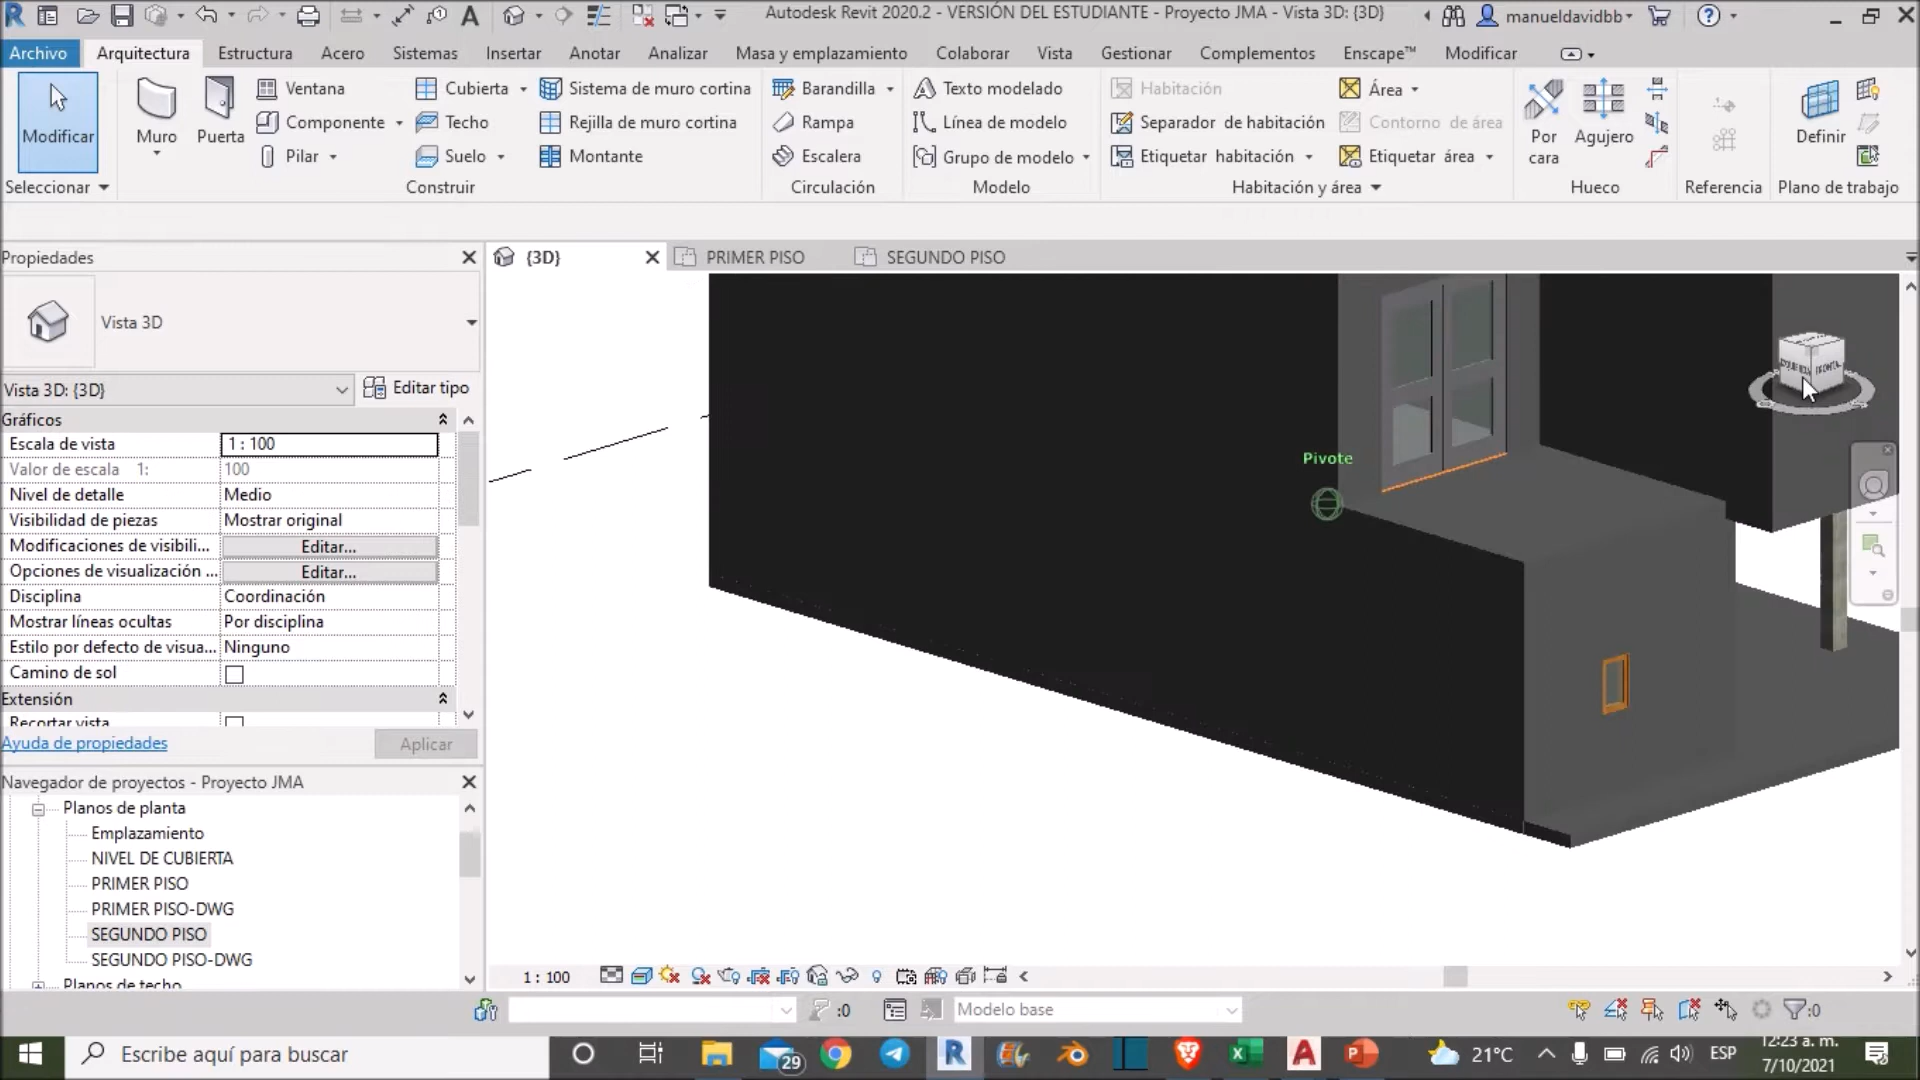 Autodesk Revit 2020.2 - VERSIÓN DEL ESTUDIANTE - Proyecto JMA - Vista 3D: {3D}
manueldavidbb
Archivo Arquitectura Estructura Acero Sistemas Insertar Anotar Analizar Masa y emplazamiento Colaborar Vista Gestionar Complementos Enscape™ Modificar
Modificar Muro Puerta
Ventana Cubierta Sistema de muro cortina Barandilla Texto modelado Habitación Área
Componente Techo Rejilla de muro cortina Rampa Línea de modelo Separador de habitación Contorno de área
Pilar Suelo Montante Escalera Grupo de modelo Etiquetar habitación Etiquetar área
Por cara Agujero Definir
Seleccionar Construir Circulación Modelo Habitación y área Hueco Referencia Plano de trabajo
Propiedades
{3D} PRIMER PISO SEGUNDO PISO
Vista 3D
Vista 3D: {3D} Editar tipo
Gráficos
Escala de vista 1 : 100
Valor de escala 1: 100
Nivel de detalle Medio
Visibilidad de piezas Mostrar original
Modificaciones de visibili... Editar...
Opciones de visualización ... Editar...
Disciplina Coordinación
Mostrar líneas ocultas Por disciplina
Estilo por defecto de visua... Ninguno
Camino de sol
Extensión
Recortar vista
Ayuda de propiedades Aplicar
Pivote
Navegador de proyectos - Proyecto JMA
Planos de planta
Emplazamiento
NIVEL DE CUBIERTA
PRIMER PISO
PRIMER PISO-DWG
SEGUNDO PISO
SEGUNDO PISO-DWG
Planos de techo
1 : 100
:0 Modelo base :0
Escribe aquí para buscar
29
21°C
ESP
12:23 a. m.
7/10/2021